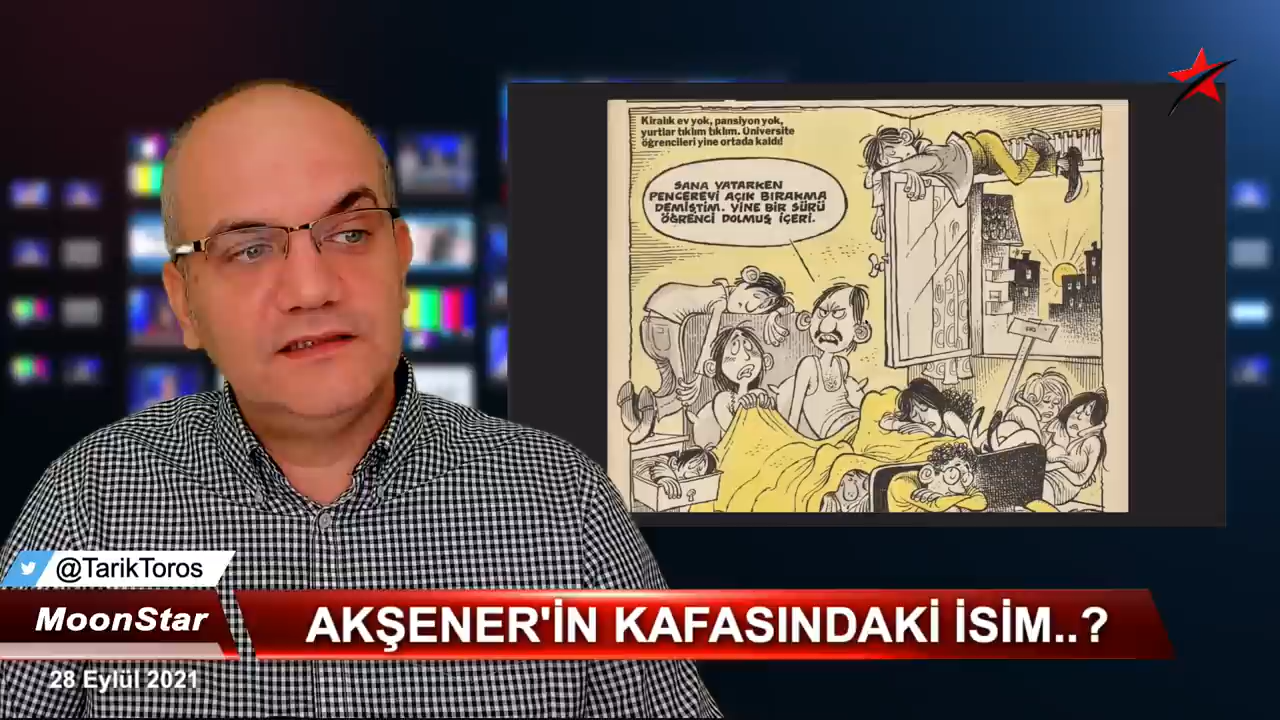 Kiralık ev yok, pansiyon yok,
yurtlar tıklım tıklım. Üniversite
öğrencileri yine ortada kaldı!
SANA YATARKEN
PENCEREYİ AÇIK BIRAKMA
DEMİŞTİM. YİNE BİR SÜRÜ
ÖĞRENCİ DOLMUŞ İÇERİ.
@TarikToros
MoonStar
AKŞENER'İN KAFASINDAKİ İSİM..?
28 Eylül 2021